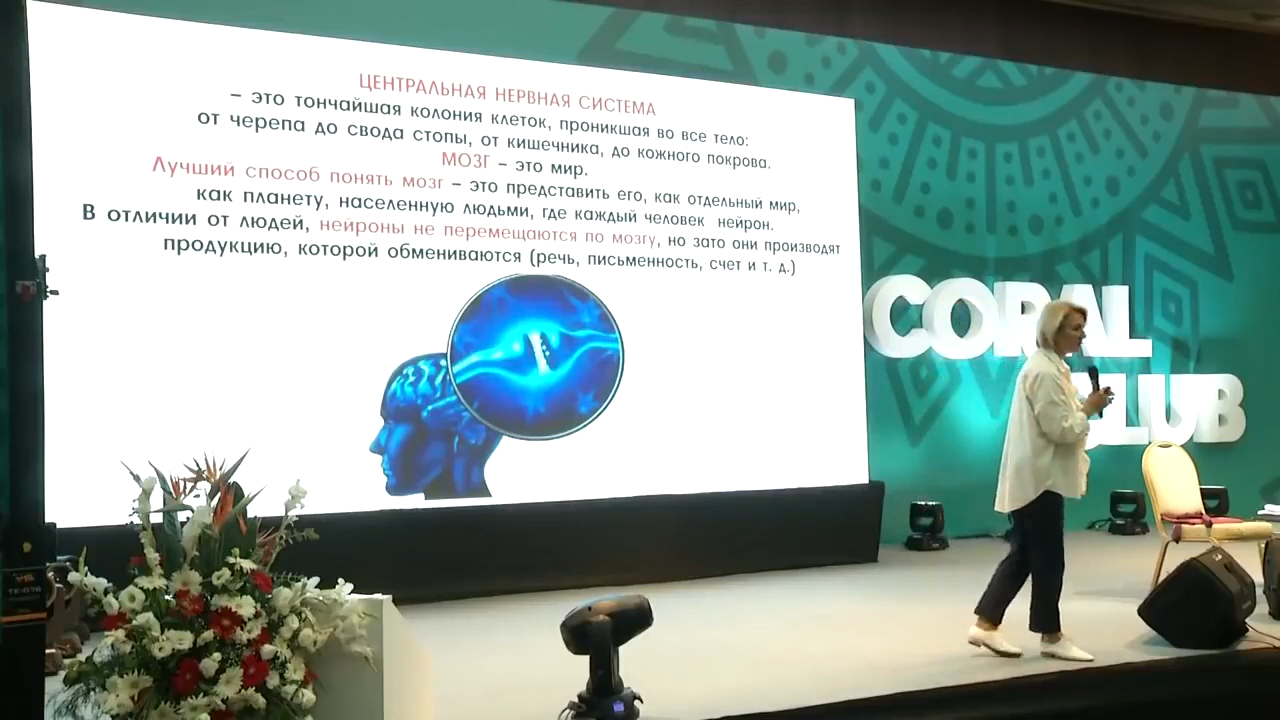 ЦЕНТРАЛЬНАЯ НЕРВНАЯ СИСТЕМА
– это тончайшая колония клеток, проникшая во все тело:
от черепа до свода стопы, от кишечника, до кожного покрова.
МОЗГ – это мир.
Лучший способ понять мозг – это представить его, как отдельный мир,
как планету, населенную людьми, где каждый человек нейрон.
В отличии от людей, нейроны не перемещаются по мозгу, но зато они производят
продукцию, которой обмениваются (речь, письменность, счет и т. д.)
CORAL
CLUB